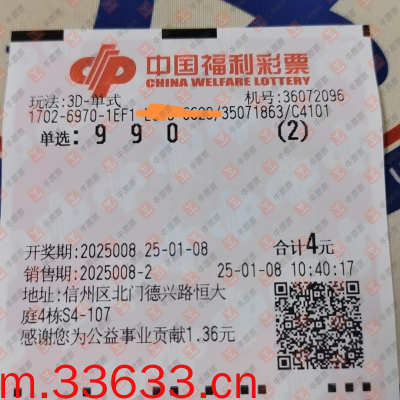 中国福利彩票
CHINA WELFARE LOTTERY
玩法:3D-单式 机号:36072096
1702-6970-1EF1 /35071863/C4101
单选: 9 9 0 (2)
开奖期:2025008 25-01-08 合计4元
销售期:2025008-2 25-01-08 10:40:17
地址:信州区北门德兴路恒大
庭4栋S4-107
感谢您为公益事业贡献1.36元
m.33633.cn